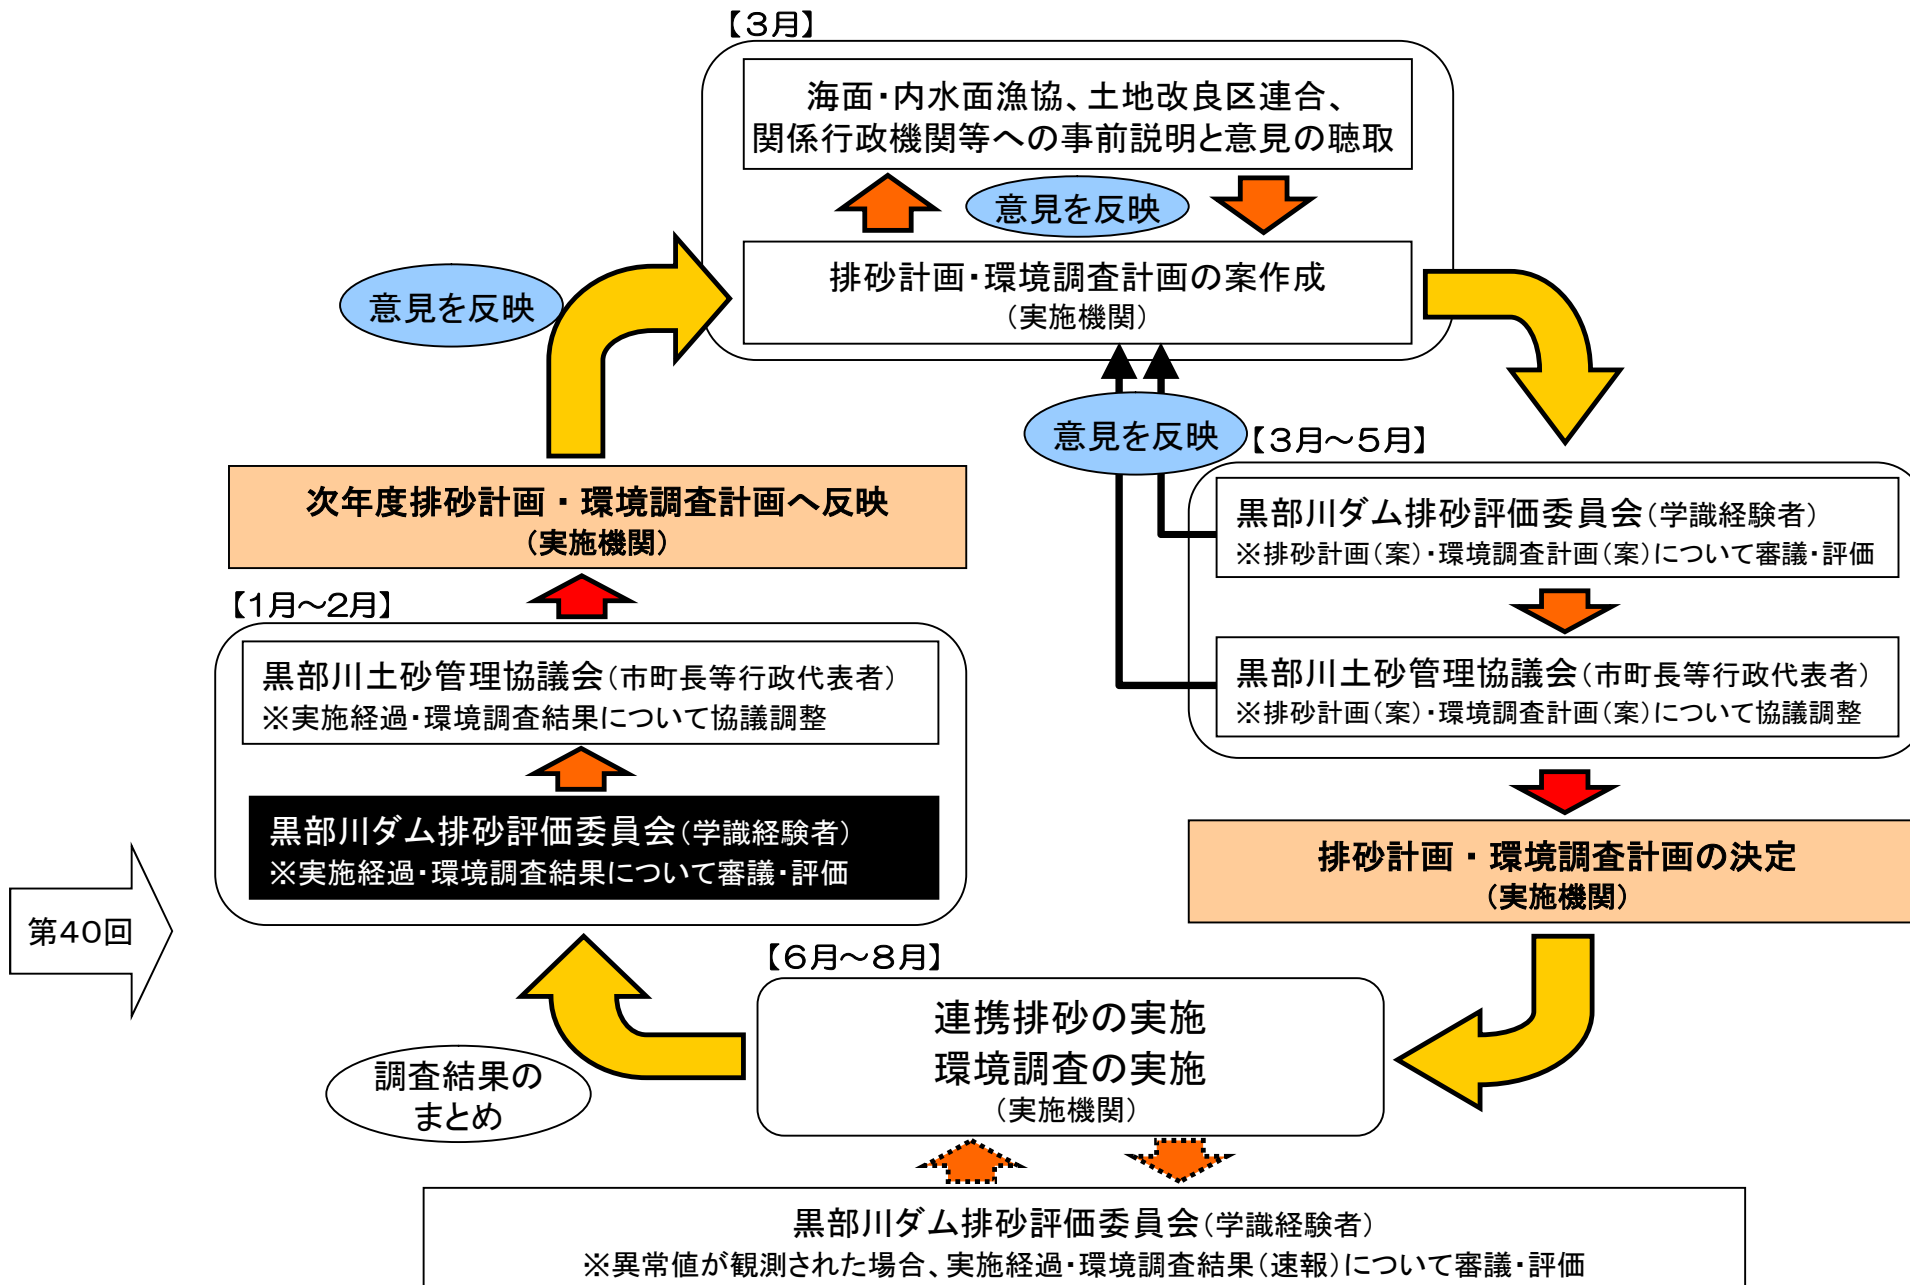 【3月】
海面・内水面漁協、土地改良区連合、
関係行政機関等への事前説明と意見の聴取
意見を反映
排砂計画・環境調査計画の案作成
（実施機関）
意見を反映
意見を反映
【3月～5月】
黒部川ダム排砂評価委員会（学識経験者）
※排砂計画（案）・環境調査計画（案）について審議・評価
黒部川土砂管理協議会（市町長等行政代表者）
※排砂計画（案）・環境調査計画（案）について協議調整
排砂計画・環境調査計画の決定
（実施機関）
【6月～8月】
連携排砂の実施
環境調査の実施
（実施機関）
黒部川ダム排砂評価委員会（学識経験者）
※異常値が観測された場合、実施経過・環境調査結果（速報）について審議・評価
調査結果の
まとめ
第40回
【1月～2月】
黒部川土砂管理協議会（市町長等行政代表者）
※実施経過・環境調査結果について協議調整
黒部川ダム排砂評価委員会（学識経験者）
※実施経過・環境調査結果について審議・評価
次年度排砂計画・環境調査計画へ反映
（実施機関）